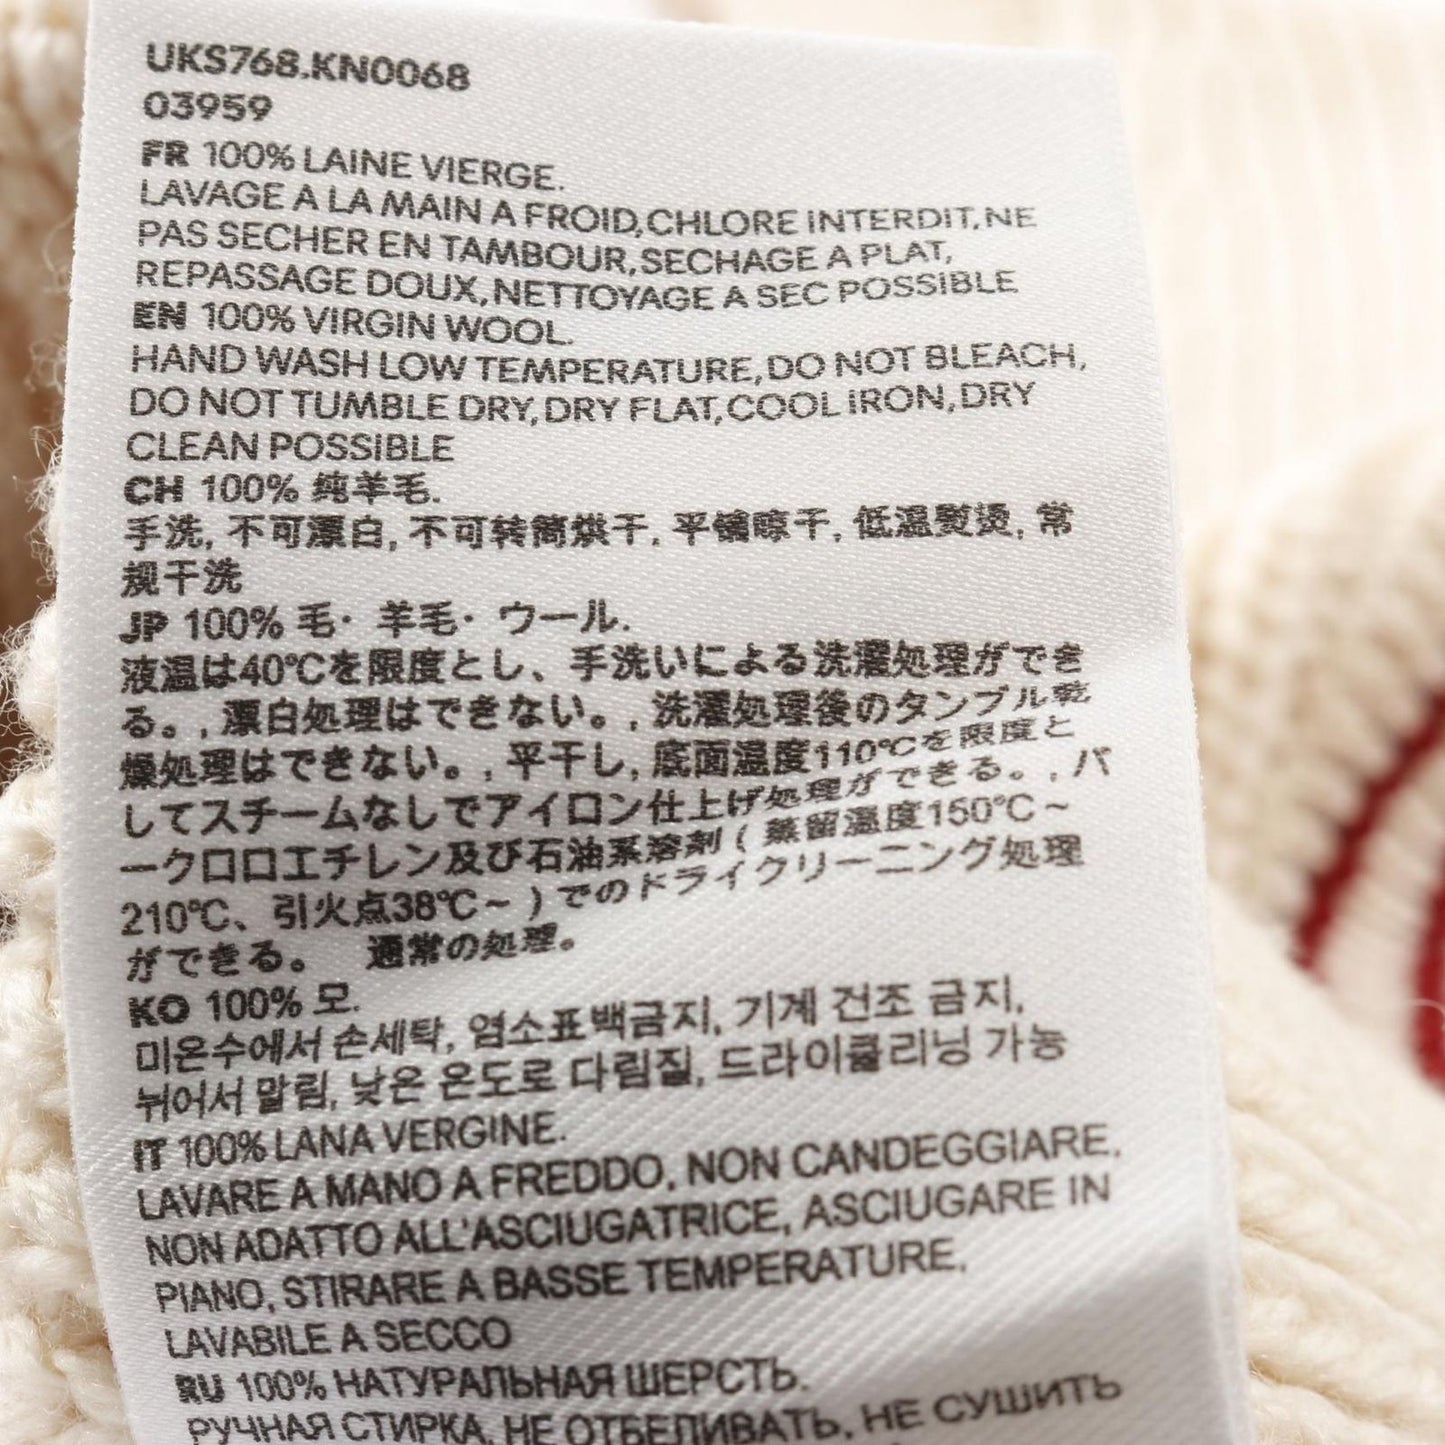 UKS768.KN0068
03959
FR 100% LAINE VIERGE.
LAVAGE A LA MAIN A FROID,CHLORE INTERDIT,NE
PAS SECHER EN TAMBOUR,SECHAGE A PLAT,
REPASSAGE DOUX,NETTOYAGE A SEC POSSIBLE
EN 100% VIRGIN WOOL.
HAND WASH LOW TEMPERATURE,DO NOT BLEACH,
DO NOT TUMBLE DRY,DRY FLAT,COOL IRON,DRY
CLEAN POSSIBLE
CH 100% 纯羊毛.
手洗, 不可漂白, 不可转筒烘干, 平铺晾干, 低温熨烫, 常
规干洗
JP 100% 毛・ 羊毛・ ウール.
液温は40℃を限度とし、手洗いによる洗濯処理ができ
る。, 漂白処理はできない。, 洗濯処理後のタンブル乾
燥処理はできない。, 平干し, 底面温度110℃を限度と
してスチームなしでアイロン仕上げ処理ができる。, パ
ークロロエチレン及び石油系溶剤 ( 蒸留温度150℃～
210℃、引火点38℃～ ) でのドライクリーニング処理
ができる。 通常の処理。
KO 100% 모.
미온수에서 손세탁, 염소표백금지, 기계 건조 금지,
뉘어서 말림, 낮은 온도로 다림질, 드라이클리닝 가능
IT 100% LANA VERGINE.
LAVARE A MANO A FREDDO, NON CANDEGGIARE,
NON ADATTO ALL'ASCIUGATRICE, ASCIUGARE IN
PIANO, STIRARE A BASSE TEMPERATURE,
LAVABILE A SECCO
RU 100% НАТУРАЛЬНАЯ ШЕРСТЬ.
РУЧНАЯ СТИРКА, НЕ ОТБЕЛИВАТЬ, НЕ СУШИТЬ